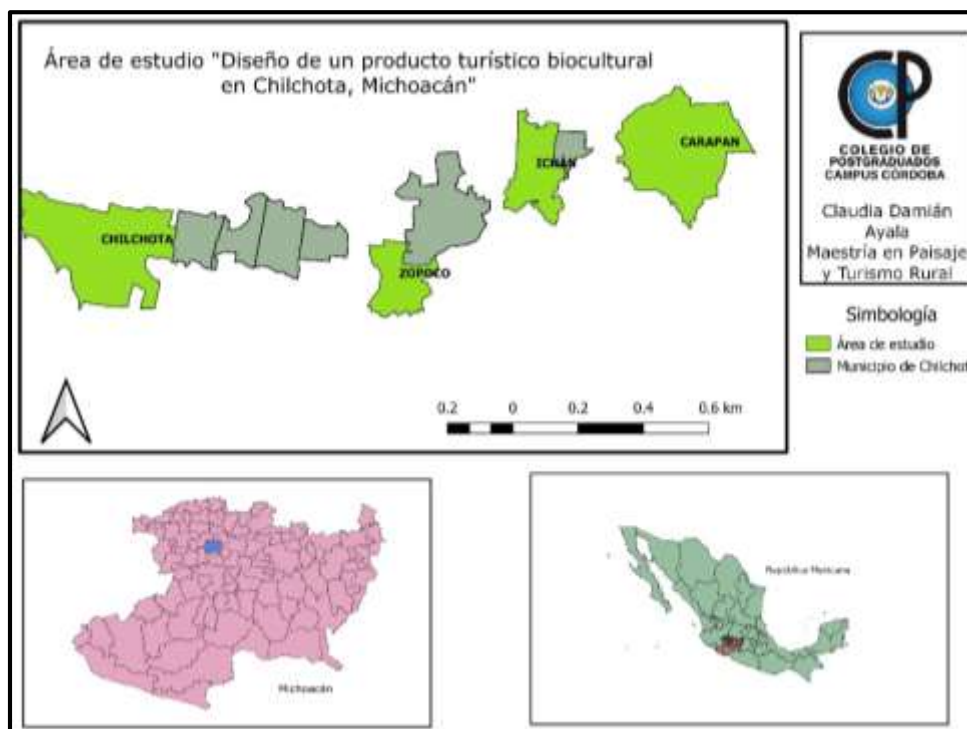 Área de estudio "Diseño de un producto turístico biocultural
en Chilchota, Michoacán"
CHILCHOTA
ZOPOCO
ICHÁN
CARAPAN
0.2 0 0.2 0.4 0.6 km
CP
COLEGIO DE
POSTGRADUADOS
CAMPUS CÓRDOBA
Claudia Damián
Ayala
Maestría en Paisaje
y Turismo Rural
Simbología
Área de estudio
Municipio de Chilchot
Michoacán
República Mexicana